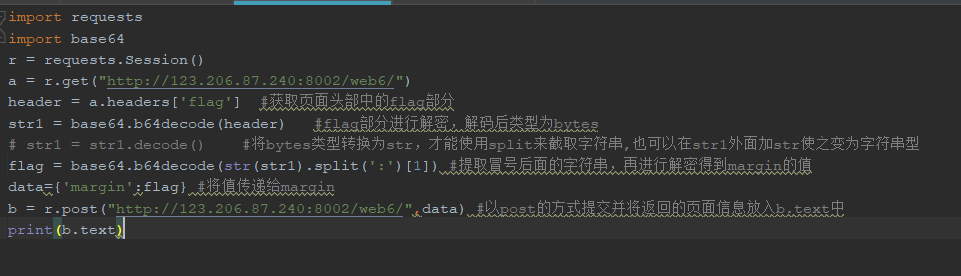 import requests
import base64
r = requests.Session()
a = r.get("http://123.206.87.240:8002/web6/")
header = a.headers['flag']  #获取页面头部中的flag部分
str1 = base64.b64decode(header)   #flag部分进行解密，解码后类型为bytes
# str1 = str1.decode()    #将bytes类型转换为str，才能使用split来截取字符串,也可以在str1外面加str使之变为字符串型
flag = base64.b64decode(str(str1).split(':')[1]) #提取冒号后面的字符串，再进行解密得到margin的值
data={'margin':flag} #将值传递给margin
b = r.post("http://123.206.87.240:8002/web6/",data) #以post的方式提交并将返回的页面信息放入b.text中
print(b.text)